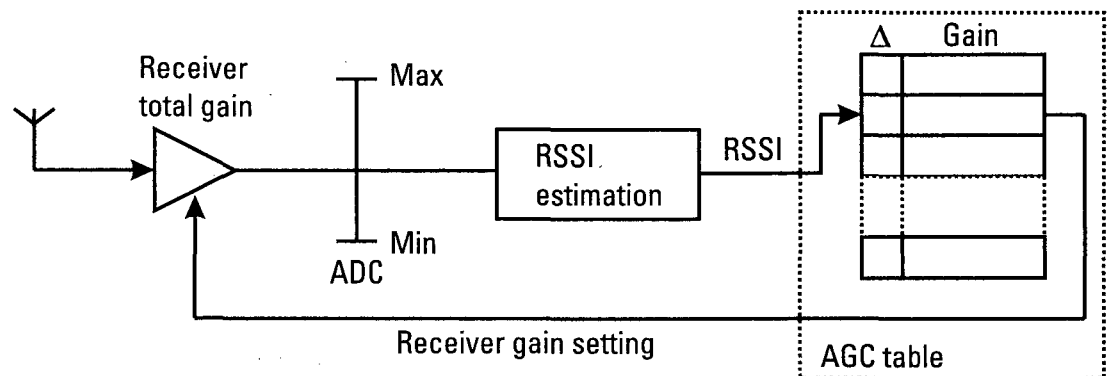 Δ Gain
Receiver
total gain
Max
RSSI
estimation
RSSI
Min
ADC
Receiver gain setting
AGC table